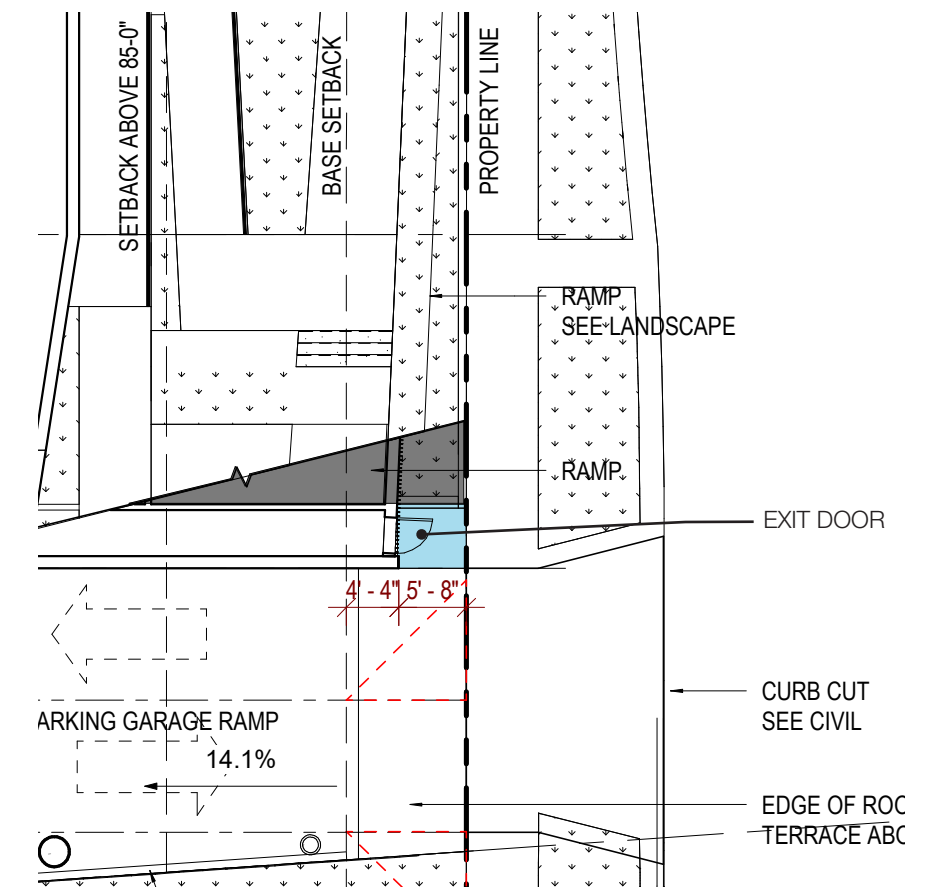 SETBACK ABOVE 85-0"
BASE SETBACK
PROPERTY LINE
RAMP
SEE LANDSCAPE
RAMP
EXIT DOOR
4' - 4" 5' - 8"
CURB CUT
SEE CIVIL
ARKING GARAGE RAMP
14.1%
EDGE OF ROO
TERRACE ABO